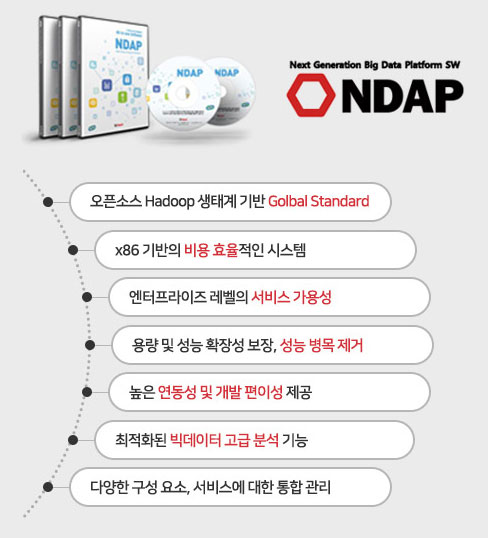 NDAP
NDAP
NDAP
Next Generation Big Data Platform SW
NDAP
오픈소스 Hadoop 생태계 기반 Golbal Standard
x86 기반의 비용 효율적인 시스템
엔터프라이즈 레벨의 서비스 가용성
용량 및 성능 확장성 보장, 성능 병목 제거
높은 연동성 및 개발 편이성 제공
최적화된 빅데이터 고급 분석 기능
다양한 구성 요소, 서비스에 대한 통합 관리